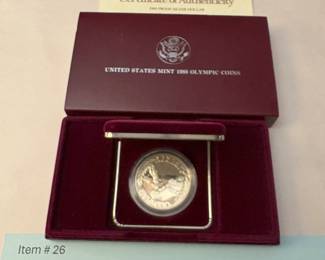 Certificate of Authenticity
UNITED STATES MINT 1988 OLYMPIC COINS
Item # 26